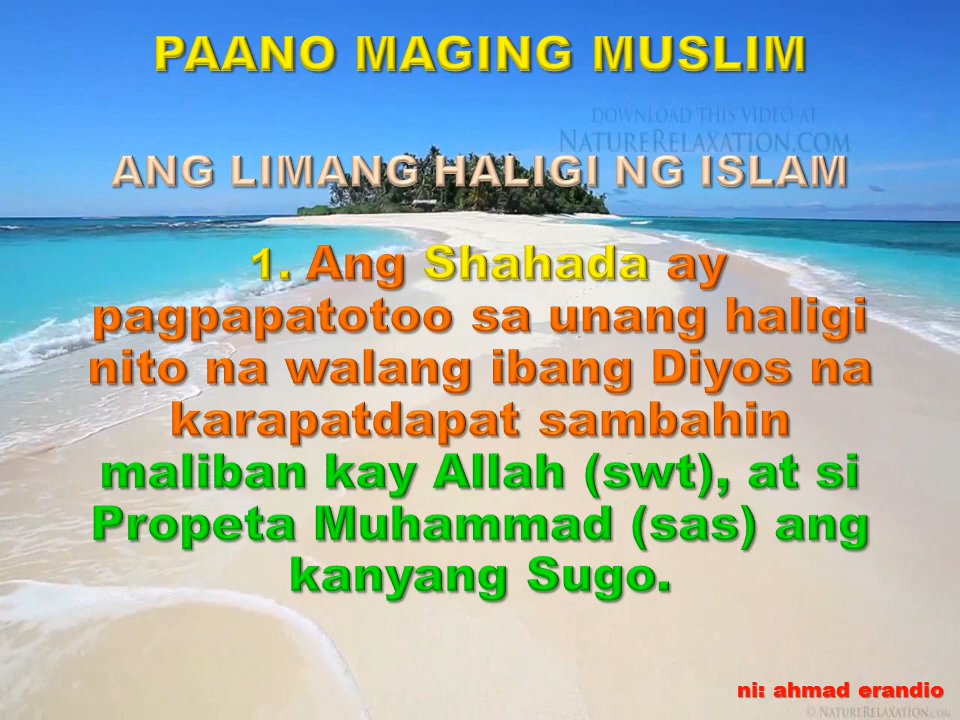 PAANO MAGING MUSLIM
DOWNLOAD THIS VIDEO AT
NATURERELAXATION.COM
ANG LIMANG HALIGI NG ISLAM
1. Ang Shahada ay
pagpapatotoo sa unang haligi
nito na walang ibang Diyos na
karapatdapat sambahin
maliban kay Allah (swt), at si
Propeta Muhammad (sas) ang
kanyang Sugo.
ni: ahmad erandio
© NATURERELAXATION.COM